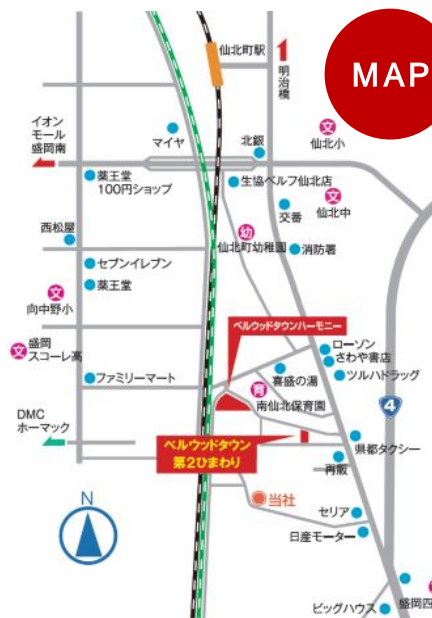 MAP
仙北町駅
明治橋
イオン
モール
盛岡南
マイヤ
北銀
文
仙北小
薬王堂
100円ショップ
生協ベルフ仙北店
文
仙北中
交番
西松屋
幼
仙北町幼稚園
消防署
セブンイレブン
薬王堂
文
向中野小
ベルウッドタウンハーモニー
ローソン
さわや書店
文
盛岡
スコーレ高
喜盛の湯
ツルハドラッグ
ファミリーマート
育
南仙北保育園
4
DMC
ホーマック
ベルウッドタウン
第2ひまわり
県都タクシー
冉販
N
当社
セリア
日産モーター
ビッグハウス
盛岡四